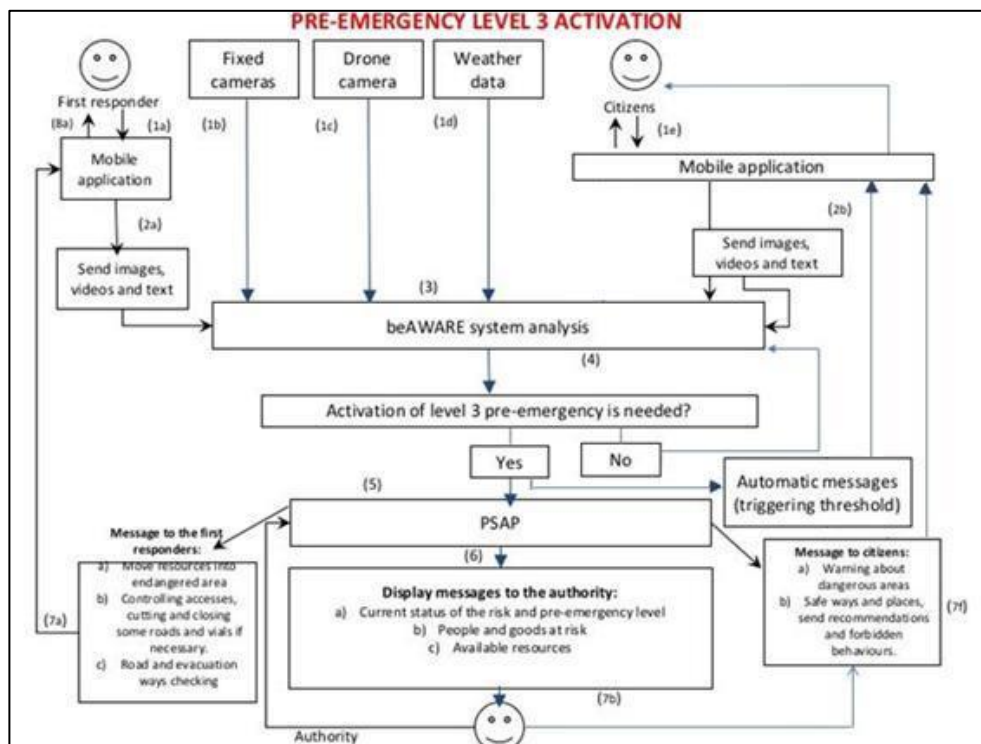 PRE-EMERGENCY LEVEL 3 ACTIVATION
First responder
(8a)
(1a)
Mobile
application
(2a)
Send images,
videos and text
Fixed
cameras
(1b)
Drone
camera
(1c)
Weather
data
(1d)
Citizens
(1e)
Mobile application
(2b)
Send images,
videos and text
(3)
beAWARE system analysis
(4)
Activation of level 3 pre-emergency is needed?
Yes
No
Automatic messages
(triggering threshold)
(5)
PSAP
(6)
Message to the first
responders:
a) Move resources into
endangered area
b) Controlling accesses,
cutting and closing
some roads and vials if
necessary.
c) Road and evacuation
ways checking
(7a)
Display messages to the authority:
a) Current status of the risk and pre-emergency level
b) People and goods at risk
c) Available resources
(7b)
Message to citizens:
a) Warning about
dangerous areas
b) Safe ways and places,
send recommendations
and forbidden
behaviours.
(7f)
Authority